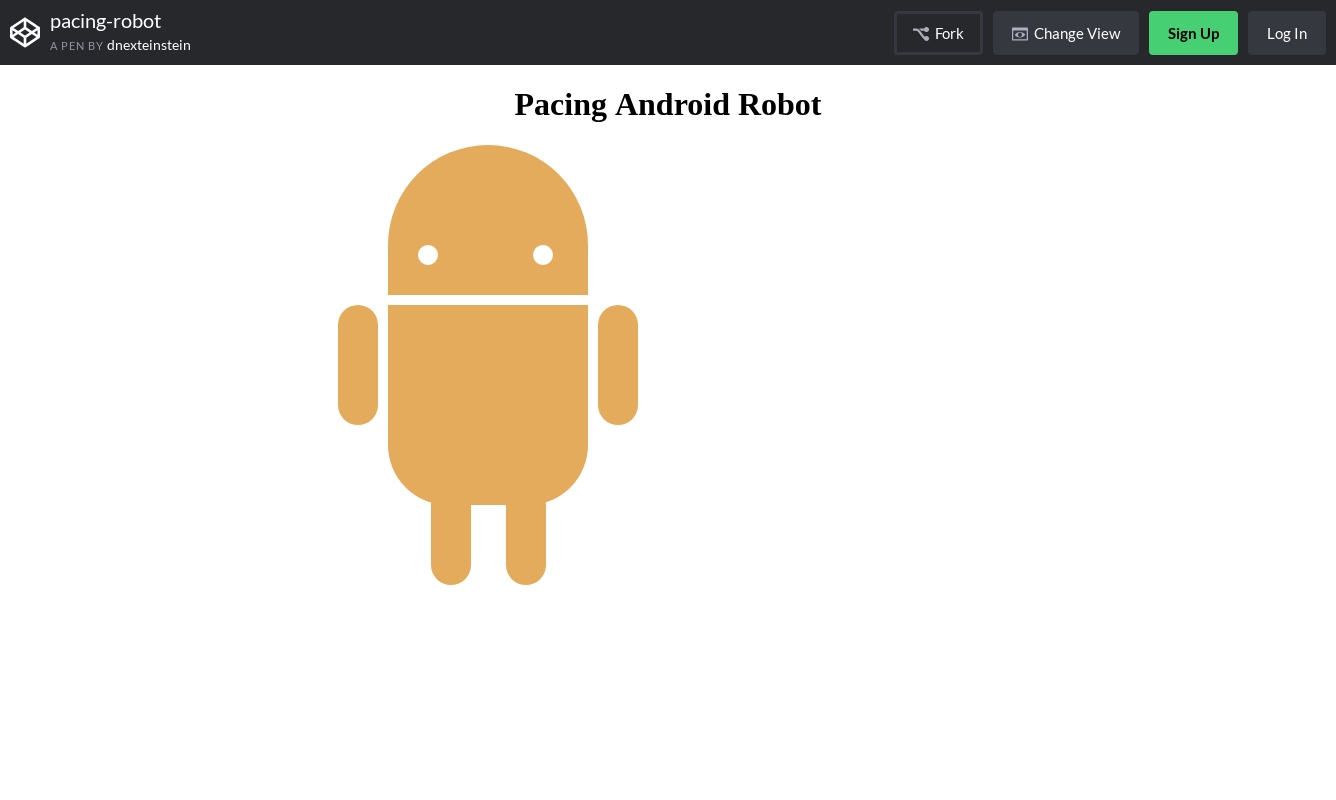 pacing-robot
A PEN BY dnexteinstein
Fork
Change View
Sign Up
Log In
Pacing Android Robot